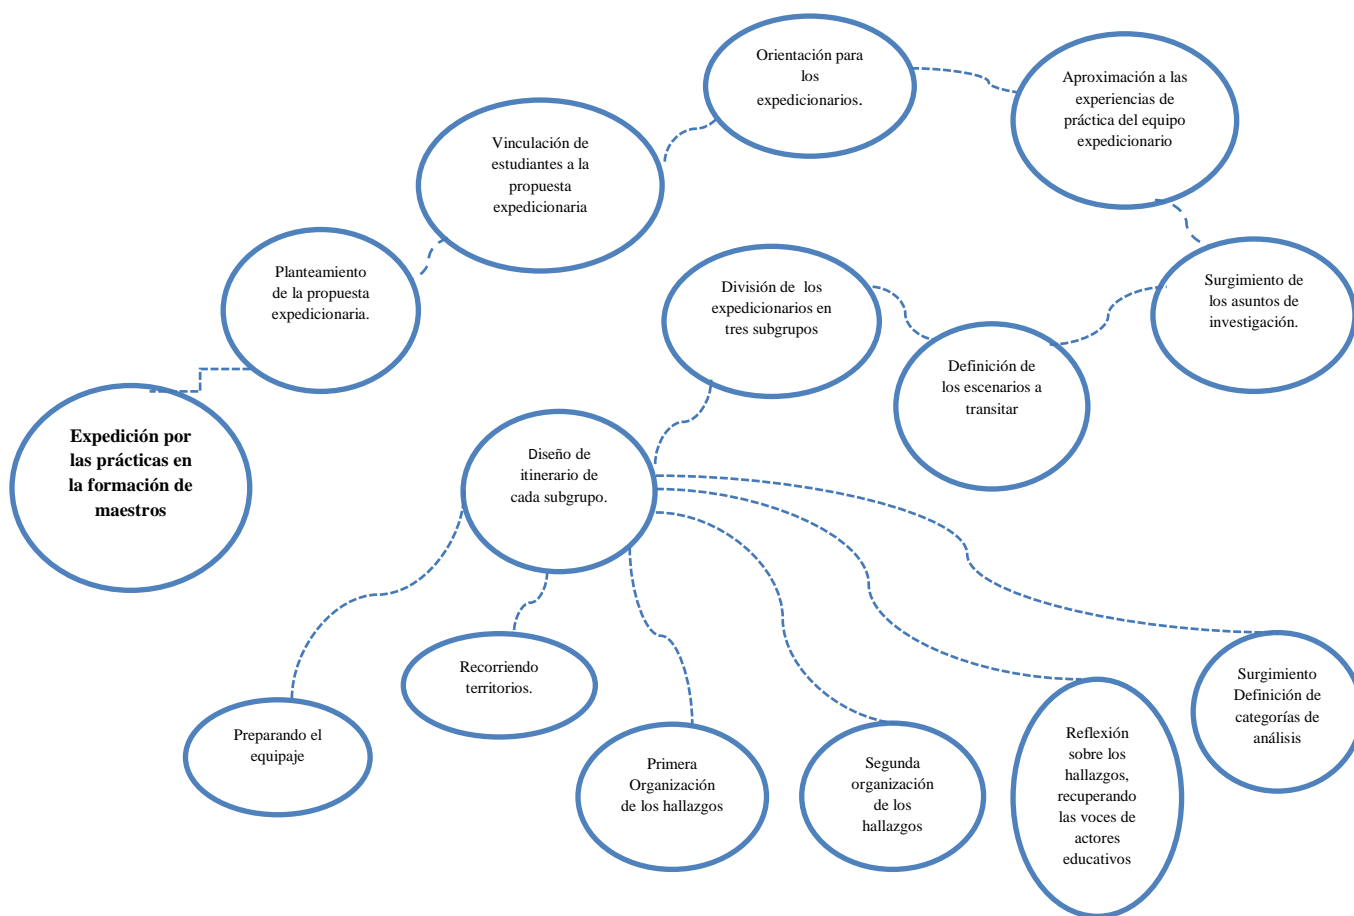 Expedición por
las prácticas en
la formación de
maestros
Planteamiento
de la propuesta
expedicionaria.
Vinculación de
estudiantes a la
propuesta
expedicionaria
Orientación para
los
expedicionarios.
Aproximación a las
experiencias de
práctica del equipo
expedicionario
Surgimiento de
los asuntos de
investigación.
Definición de
los escenarios a
transitar
División de  los
expedicionarios en
tres subgrupos
Diseño de
itinerario de
cada subgrupo.
Preparando el
equipaje
Recorriendo
territorios.
Primera
Organización
de los hallazgos
Segunda
organización
de los
hallazgos
Reflexión
sobre los
hallazgos,
recuperando
las voces de
actores
educativos
Surgimiento
Definición de
categorías de
análisis